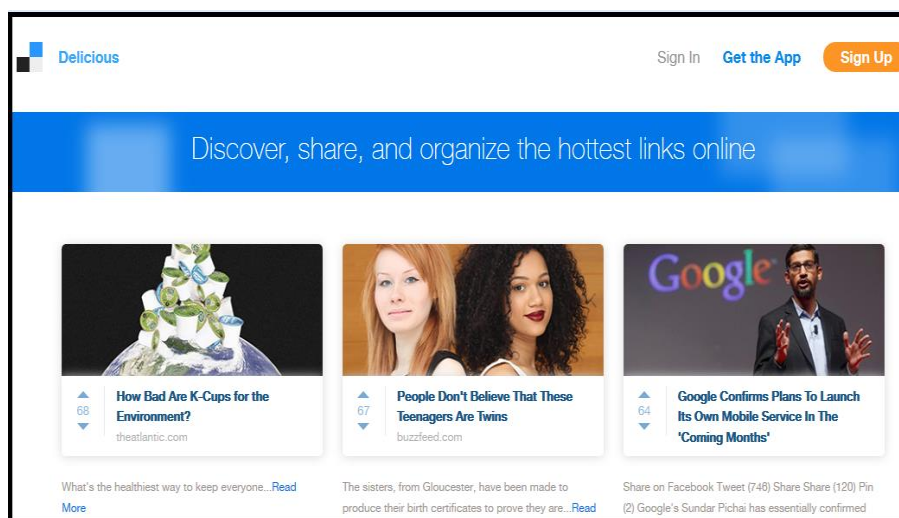 Delicious
Sign In Get the App Sign Up
Discover, share, and organize the hottest links online
Google
68
How Bad Are K-Cups for the
Environment?
theatlantic.com
67
People Don't Believe That These
Teenagers Are Twins
buzzfeed.com
64
Google Confirms Plans To Launch
Its Own Mobile Service In The
'Coming Months'
What's the healthiest way to keep everyone...Read
More
The sisters, from Gloucester, have been made to
produce their birth certificates to prove they are...Read
Share on Facebook Tweet (746) Share Share (120) Pin
(2) Google's Sundar Pichai has essentially confirmed